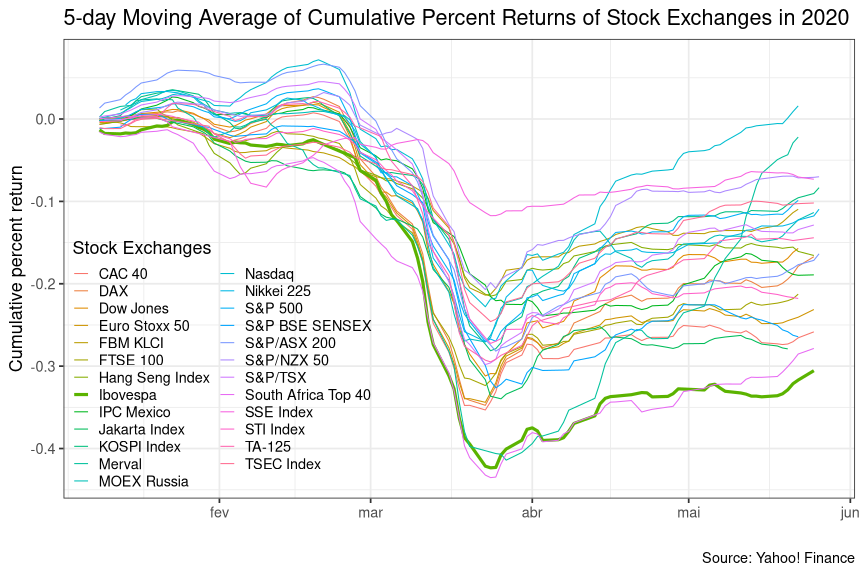 5-day Moving Average of Cumulative Percent Returns of Stock Exchanges in 2020
Cumulative percent return
0.0
-0.1
-0.2
-0.3
-0.4
Stock Exchanges
CAC 40
DAX
Dow Jones
Euro Stoxx 50
FBM KLCI
FTSE 100
Hang Seng Index
Ibovespa
IPC Mexico
Jakarta Index
KOSPI Index
Merval
MOEX Russia
Nasdaq
Nikkei 225
S&P 500
S&P BSE SENSEX
S&P/ASX 200
S&P/NZX 50
S&P/TSX
South Africa Top 40
SSE Index
STI Index
TA-125
TSEC Index
fev
mar
abr
mai
jun
Source: Yahoo! Finance